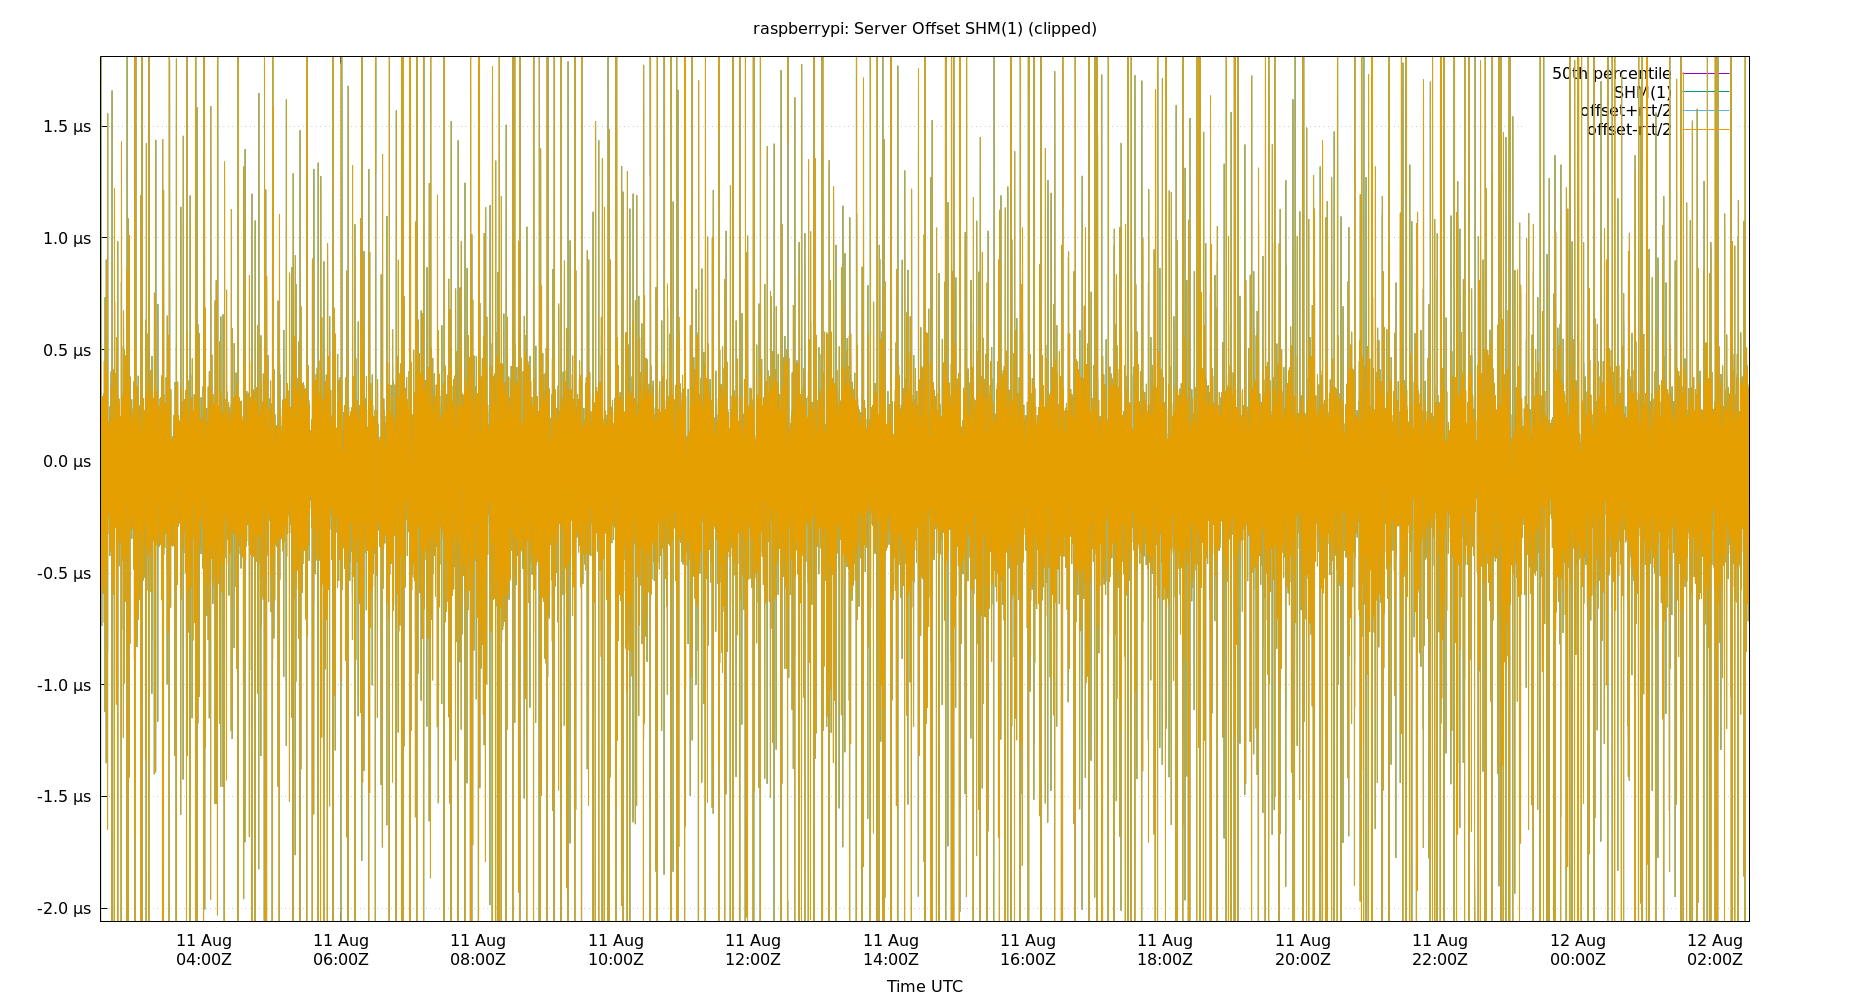 raspberrypi: Server Offset SHM(1) (clipped)
50th percentile
SHM(1)
offset+rtt/2
offset-rtt/2
1.5 µs
1.0 µs
0.5 µs
0.0 µs
-0.5 µs
-1.0 µs
-1.5 µs
-2.0 µs
11 Aug 11 Aug 11 Aug 11 Aug 11 Aug 11 Aug 11 Aug 11 Aug 11 Aug 11 Aug 12 Aug 12 Aug
04:00Z 06:00Z 08:00Z 10:00Z 12:00Z 14:00Z 16:00Z 18:00Z 20:00Z 22:00Z 00:00Z 02:00Z
Time UTC